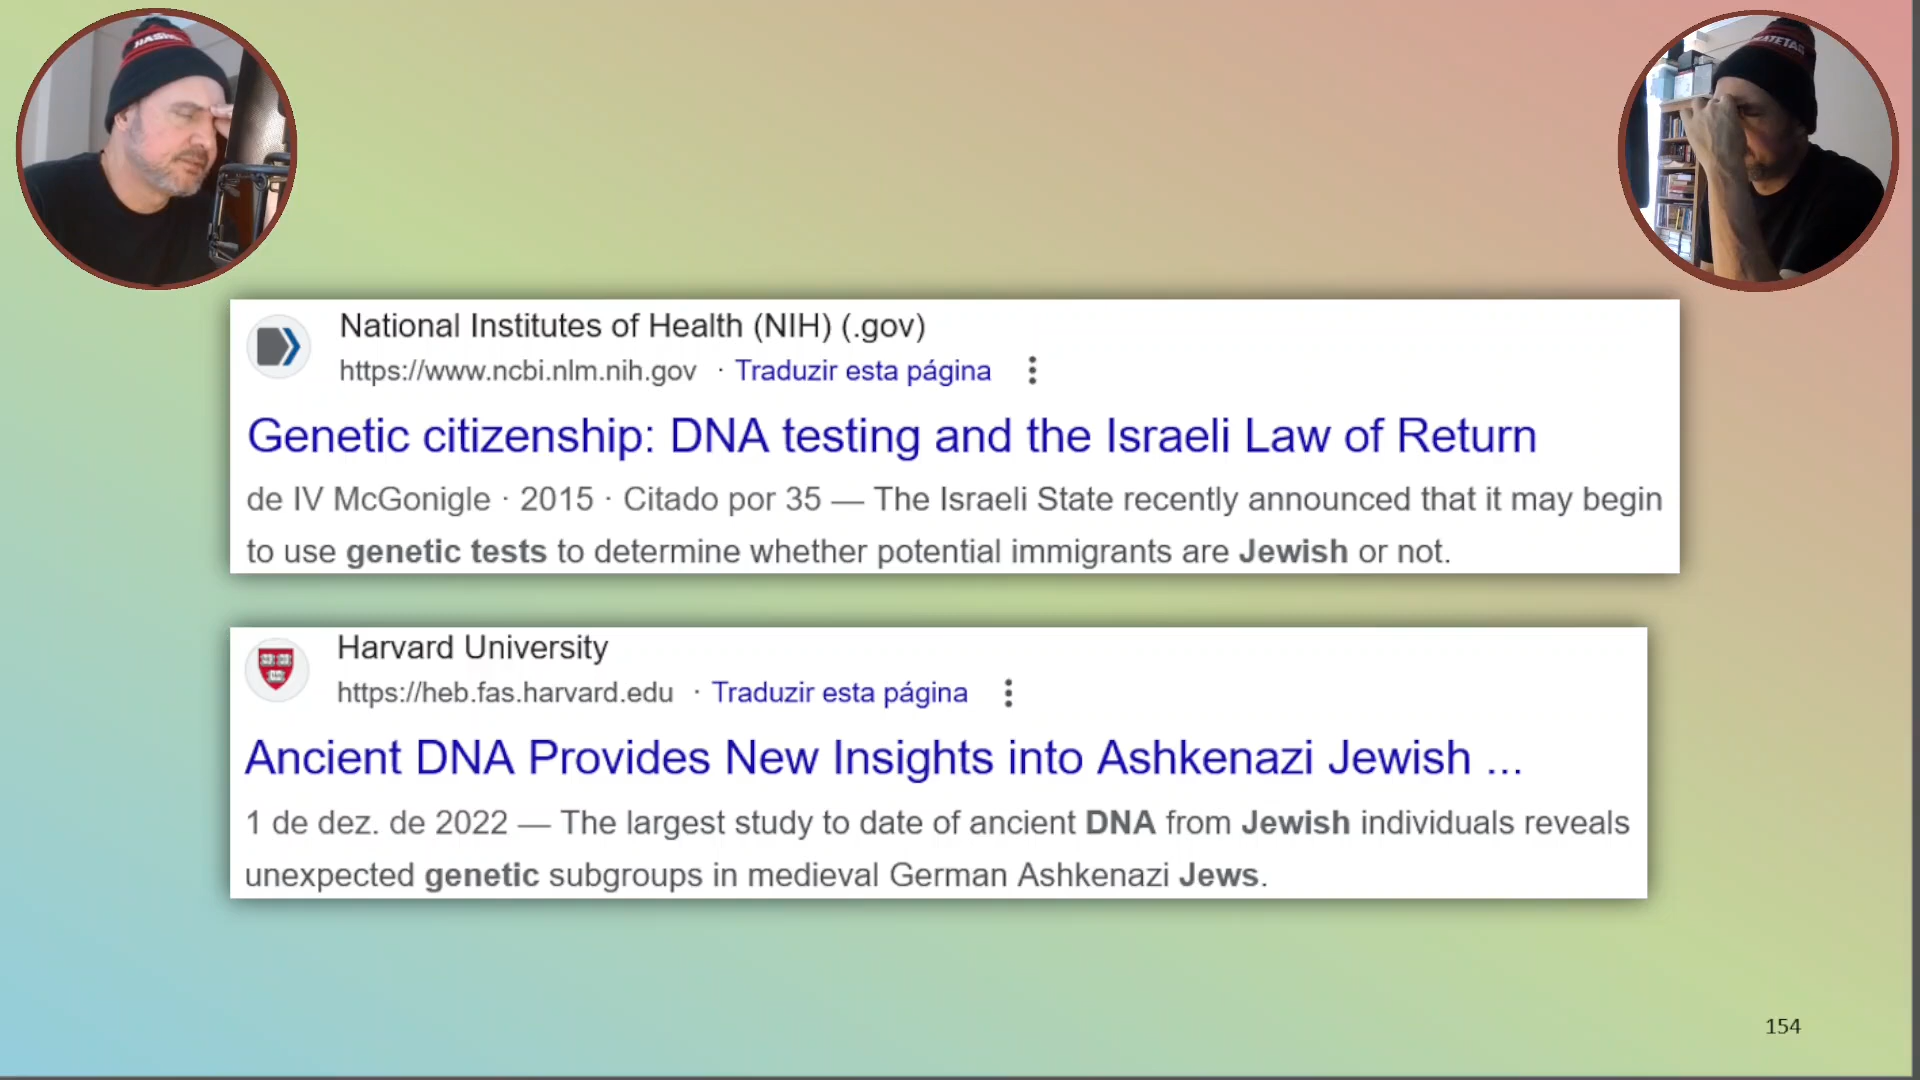 National Institutes of Health (NIH) (.gov)
https://www.ncbi.nlm.nih.gov · Traduzir esta página
Genetic citizenship: DNA testing and the Israeli Law of Return
de IV McGonigle · 2015 · Citado por 35 — The Israeli State recently announced that it may begin
to use genetic tests to determine whether potential immigrants are Jewish or not.
Harvard University
https://heb.fas.harvard.edu · Traduzir esta página
Ancient DNA Provides New Insights into Ashkenazi Jewish ...
1 de dez. de 2022 — The largest study to date of ancient DNA from Jewish individuals reveals
unexpected genetic subgroups in medieval German Ashkenazi Jews.
154